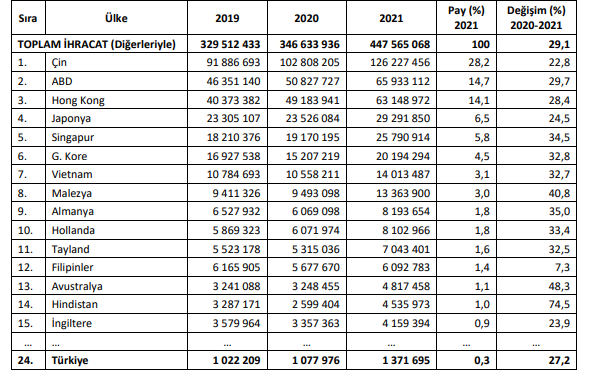 Sıra Ülke 2019 2020 2021 Pay (%) 2021 Değişim (%) 2020-2021
TOPLAM İHRACAT (Diğerleriyle) 329 512 433 346 633 936 447 565 068 100 29,1
1. Çin 91 886 693 102 808 205 126 227 456 28,2 22,8
2. ABD 46 351 140 50 827 727 65 933 112 14,7 29,7
3. Hong Kong 40 373 382 49 183 941 63 148 972 14,1 28,4
4. Japonya 23 305 107 23 526 084 29 291 850 6,5 24,5
5. Singapur 18 210 376 19 170 195 25 790 914 5,8 34,5
6. G. Kore 16 927 538 15 207 219 20 194 294 4,5 32,8
7. Vietnam 10 784 693 10 558 211 14 013 487 3,1 32,7
8. Malezya 9 411 326 9 493 098 13 363 900 3,0 40,8
9. Almanya 6 527 932 6 069 098 8 193 654 1,8 35,0
10. Hollanda 5 869 323 6 071 974 8 102 966 1,8 33,4
11. Tayland 5 523 178 5 315 036 7 043 401 1,6 32,5
12. Filipinler 6 165 905 5 677 670 6 092 783 1,4 7,3
13. Avustralya 3 241 088 3 248 455 4 817 458 1,1 48,3
14. Hindistan 3 287 171 2 599 404 4 535 973 1,0 74,5
15. İngiltere 3 579 964 3 357 363 4 159 394 0,9 23,9
... ... ... ... ... ... ...
24. Türkiye 1 022 209 1 077 976 1 371 695 0,3 27,2